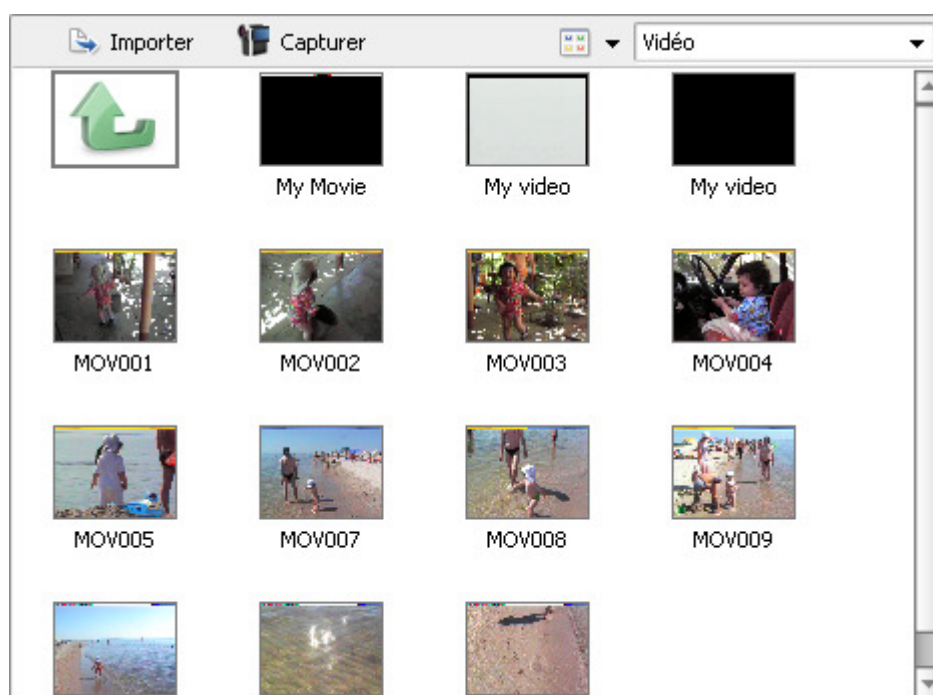 Importer Capturer Vidéo
My Movie My video My video
MOV001 MOV002 MOV003 MOV004
MOV005 MOV007 MOV008 MOV009